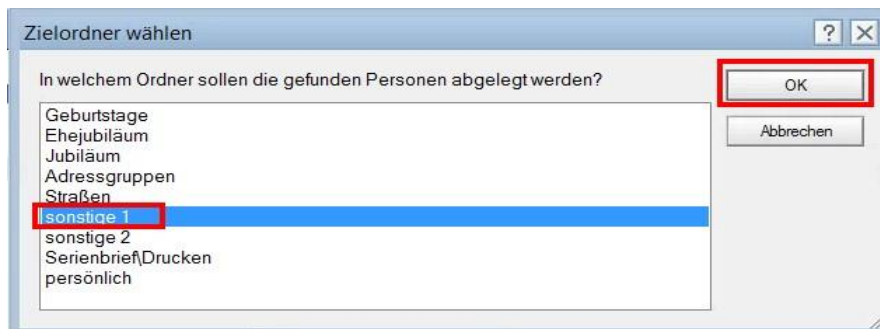 Zielordner wählen
In welchem Ordner sollen die gefunden Personen abgelegt werden?
OK
Abbrechen
Geburtstage
Ehejubiläum
Jubiläum
Adressgruppen
Straßen
sonstige 1
sonstige 2
Serienbrief\Drucken
persönlich